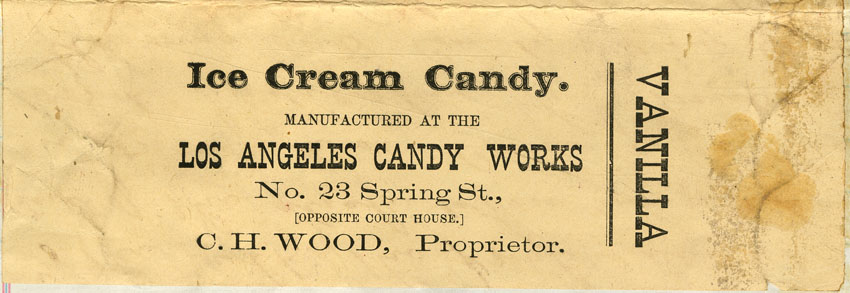 Ice Cream Candy.
MANUFACTURED AT THE
LOS ANGELES CANDY WORKS
No. 23 Spring St.,
[OPPOSITE COURT HOUSE.]
C. H. WOOD, Proprietor.
VANILLA